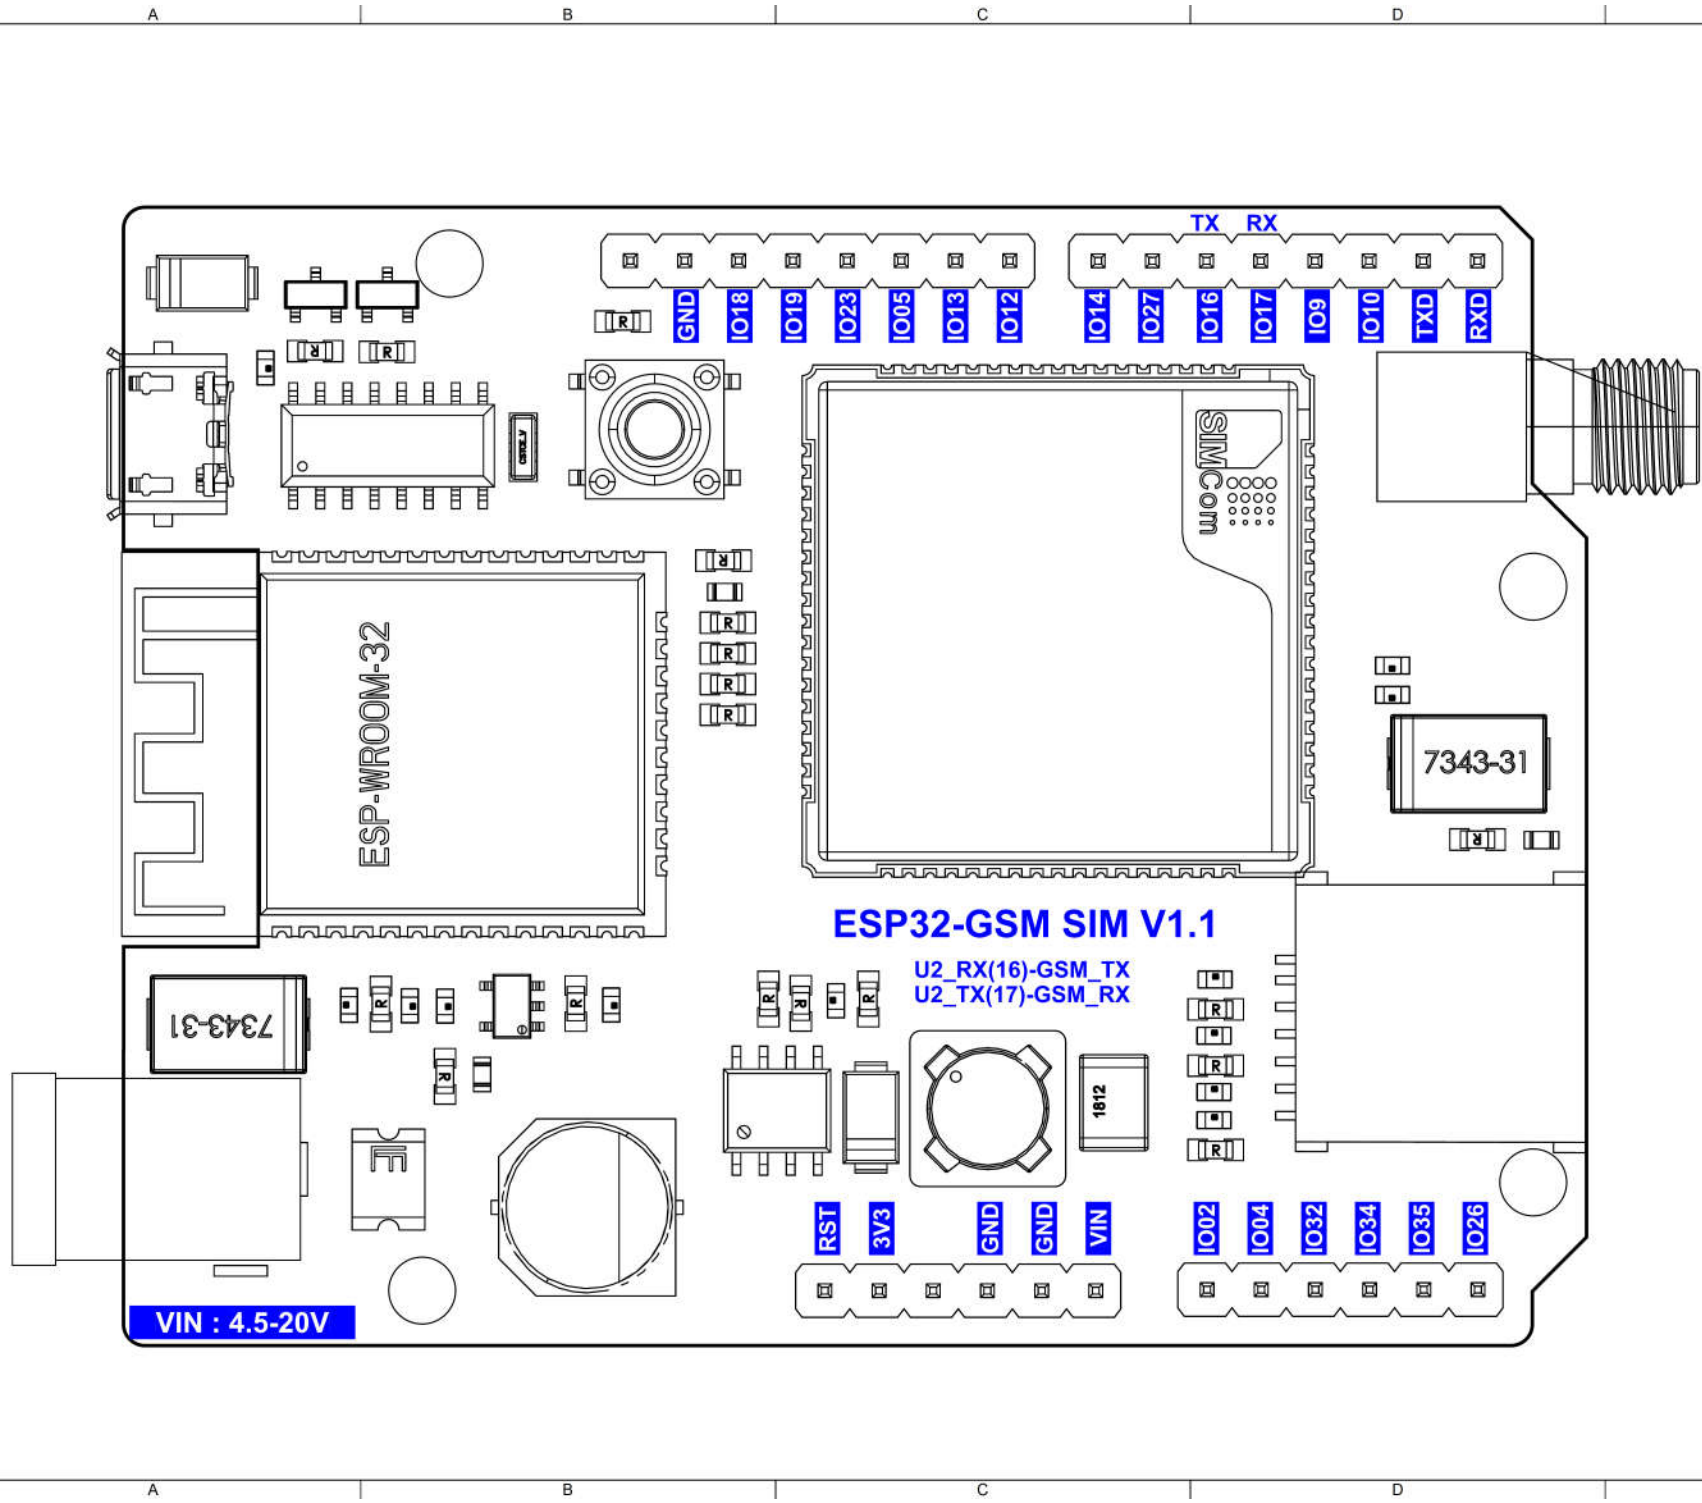 A B C D
TX RX
GND IO18 IO19 IO23 IO05 IO13 IO12 IO14 IO27 IO16 IO17 IO9 IO10 TXD RXD
R
R R
CSTCE_V
SIMCom
R
R
R
R
R
ESP-WROOM-32
7343-31
R
ESP32-GSM SIM V1.1
U2_RX(16)-GSM_TX
U2_TX(17)-GSM_RX
7343-31
R R R R R
R
R
R
R
1812
IE
RST 3V3 GND GND VIN IO02 IO04 IO32 IO34 IO35 IO26
VIN : 4.5-20V
A B C D